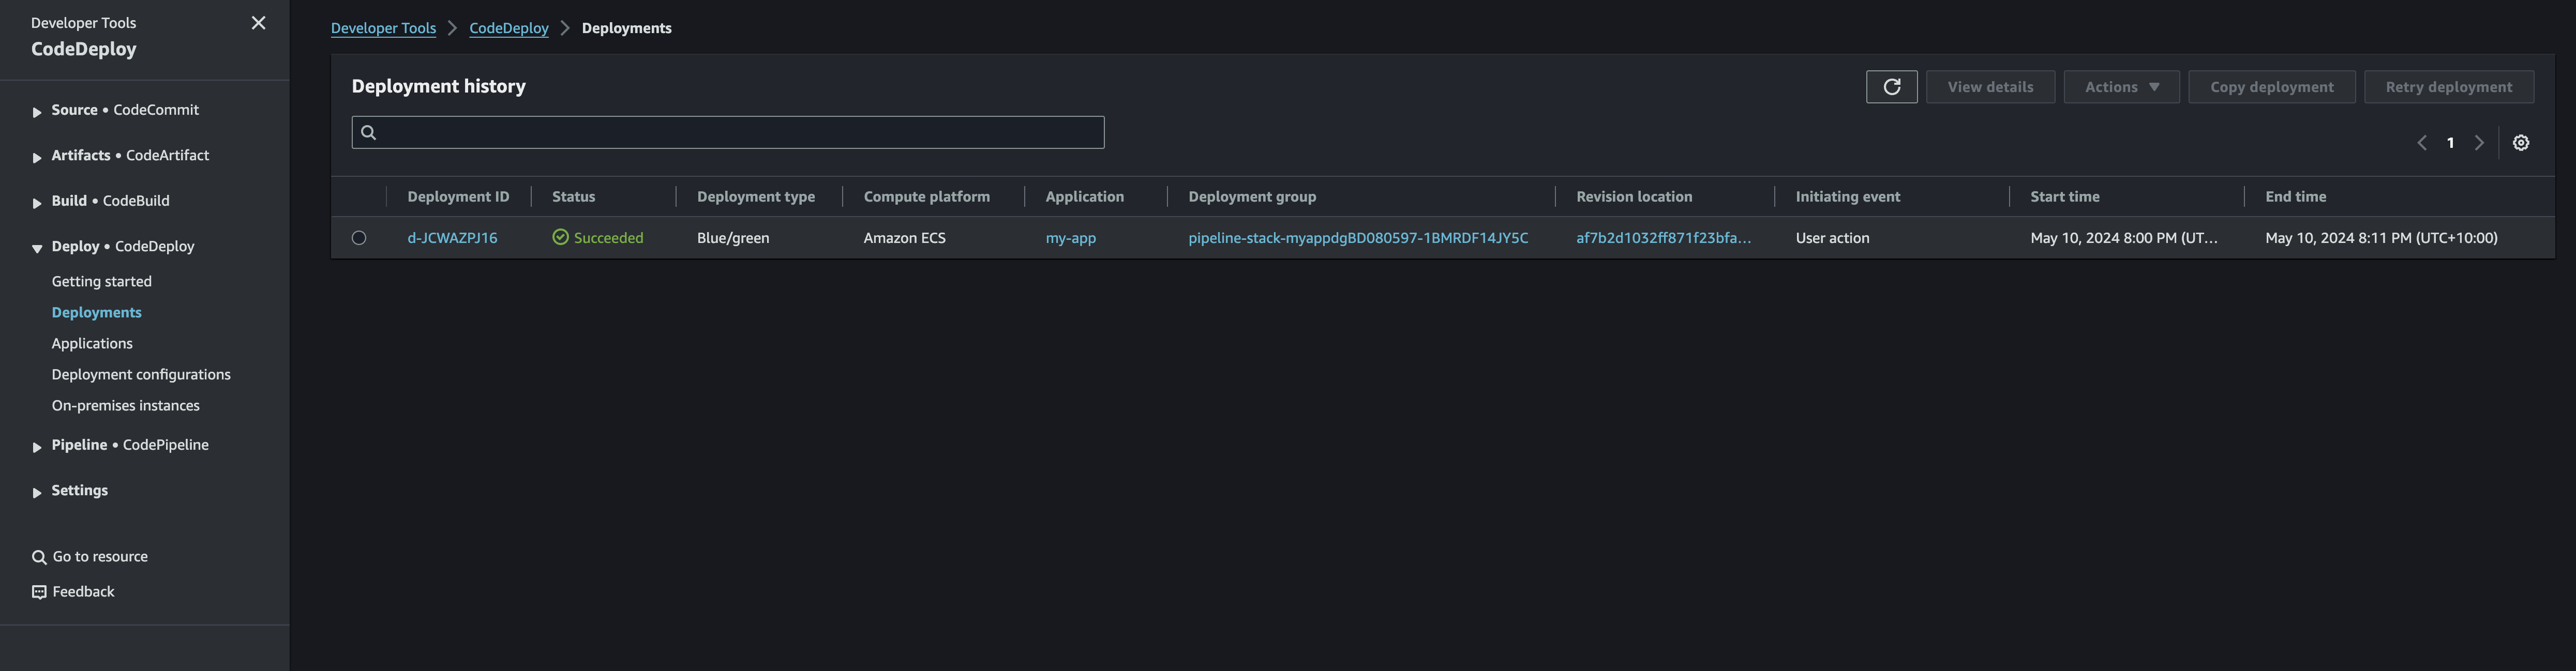 Developer Tools
CodeDeploy
Source • CodeCommit
Artifacts • CodeArtifact
Build • CodeBuild
Deploy • CodeDeploy
Getting started
Deployments
Applications
Deployment configurations
On-premises instances
Pipeline • CodePipeline
Settings
Go to resource
Feedback
Developer Tools CodeDeploy Deployments
Deployment history
View details Actions Copy deployment Retry deployment
1
Deployment ID Status Deployment type Compute platform Application Deployment group Revision location Initiating event Start time End time
d-JCWAZPJ16 Succeeded Blue/green Amazon ECS my-app pipeline-stack-myappdgBD080597-1BMRDF14JY5C af7b2d1032ff871f23bfa… User action May 10, 2024 8:00 PM (UT… May 10, 2024 8:11 PM (UTC+10:00)